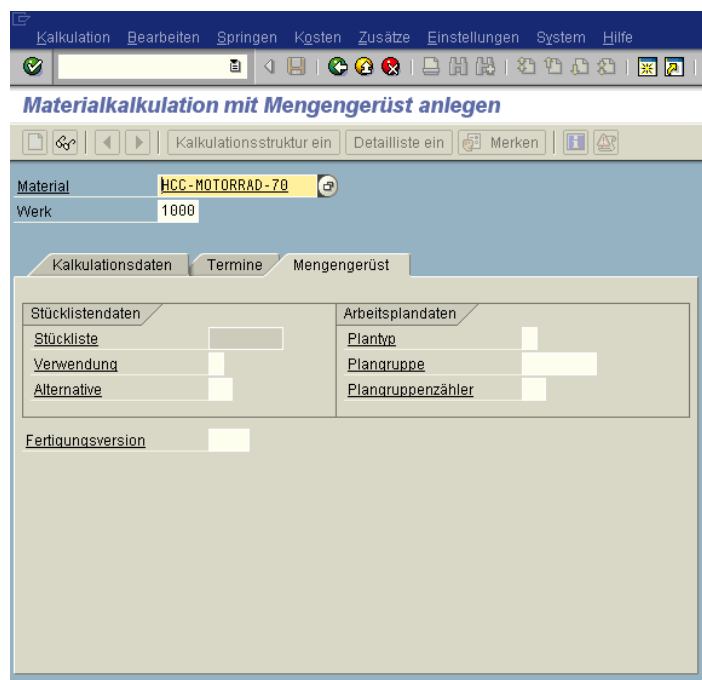 Kalkulation Bearbeiten Springen Kosten Zusätze Einstellungen System Hilfe
Materialkalkulation mit Mengengerüst anlegen
Kalkulationsstruktur ein Detailliste ein Merken
Material HCC-MOTORRAD-70
Werk 1000
Kalkulationsdaten Termine Mengengerüst
Stücklistendaten Arbeitsplandaten
Stückliste Plantyp
Verwendung Plangruppe
Alternative Plangruppenzähler
Fertigungsversion